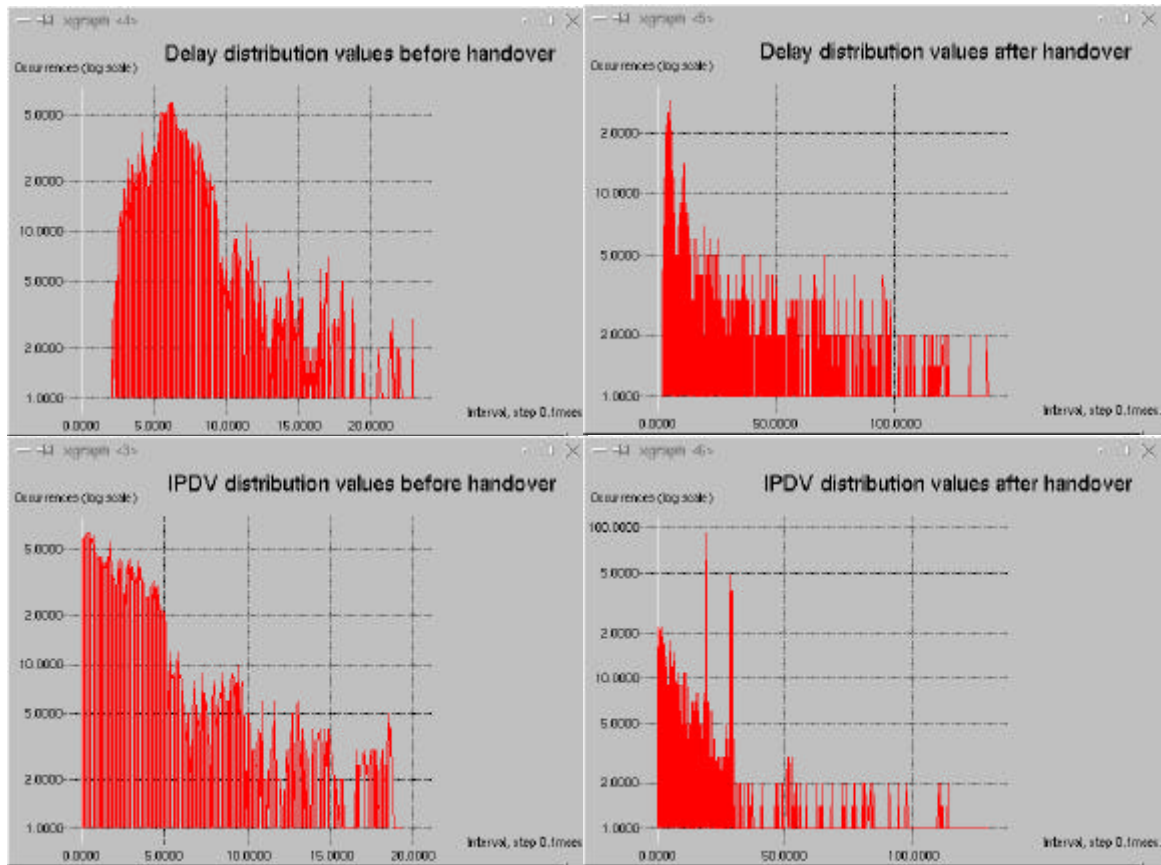 xgraph <4>
Delay distribution values before handover
Occurrences (log scale)
5.0000
2.0000
10.0000
5.0000
2.0000
1.0000
0.0000 5.0000 10.0000 15.0000 20.0000
Interval, step 0.1msec
xgraph <5>
Delay distribution values after handover
Occurrences (log scale)
2.0000
10.0000
5.0000
2.0000
1.0000
0.0000 50.0000 100.0000
Interval, step 0.1msec
xgraph <3>
IPDV distribution values before handover
Occurrences (log scale)
5.0000
2.0000
10.0000
5.0000
2.0000
1.0000
0.0000 5.0000 10.0000 15.0000 20.0000
Interval, step 0.1msec
xgraph <6>
IPDV distribution values after handover
Occurrences (log scale)
100.0000
5.0000
2.0000
10.0000
5.0000
2.0000
1.0000
0.0000 50.0000 100.0000
Interval, step 0.1msec